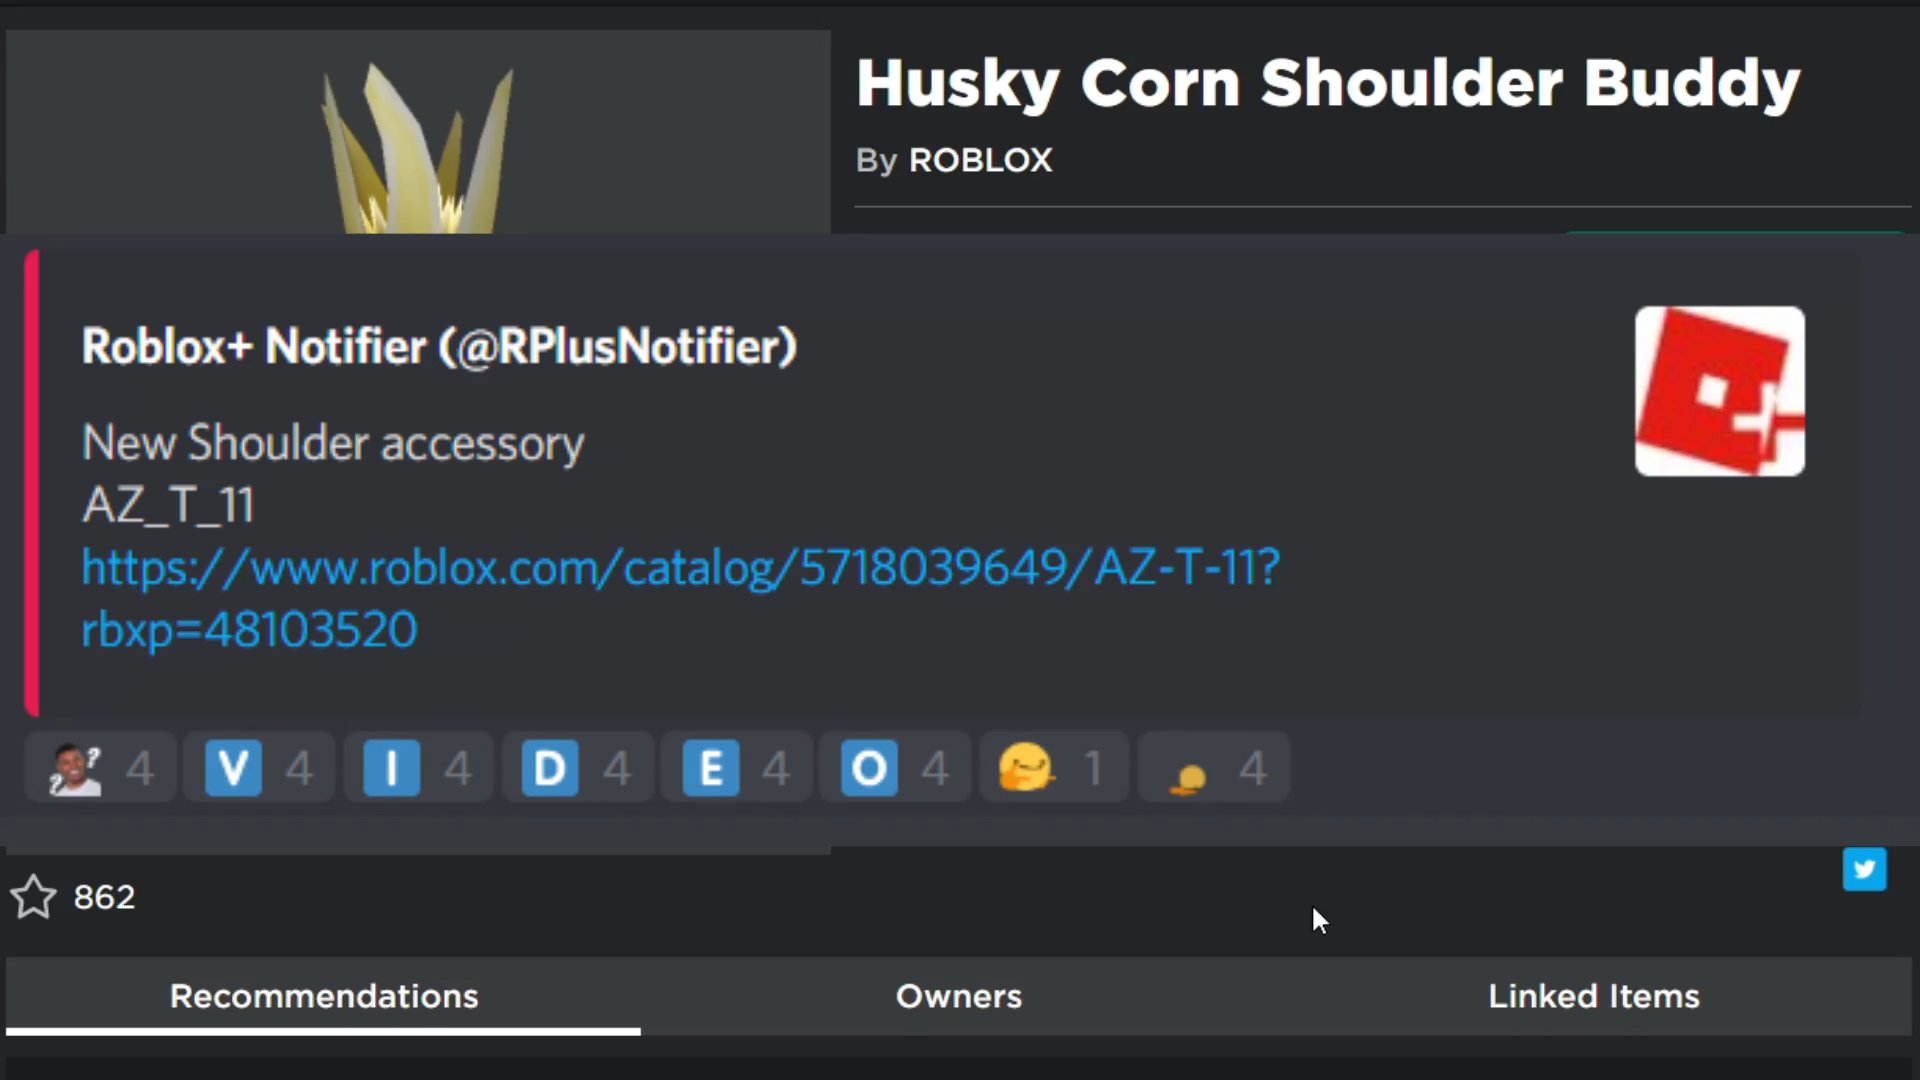 Husky Corn Shoulder Buddy
By ROBLOX
Roblox+ Notifier (@RPlusNotifier)
New Shoulder accessory
AZ_T_11
https://www.roblox.com/catalog/5718039649/AZ-T-11?
rbxp=48103520
? ? 4 V 4 I 4 D 4 E 4 O 4 1 4
862
Recommendations Owners Linked Items